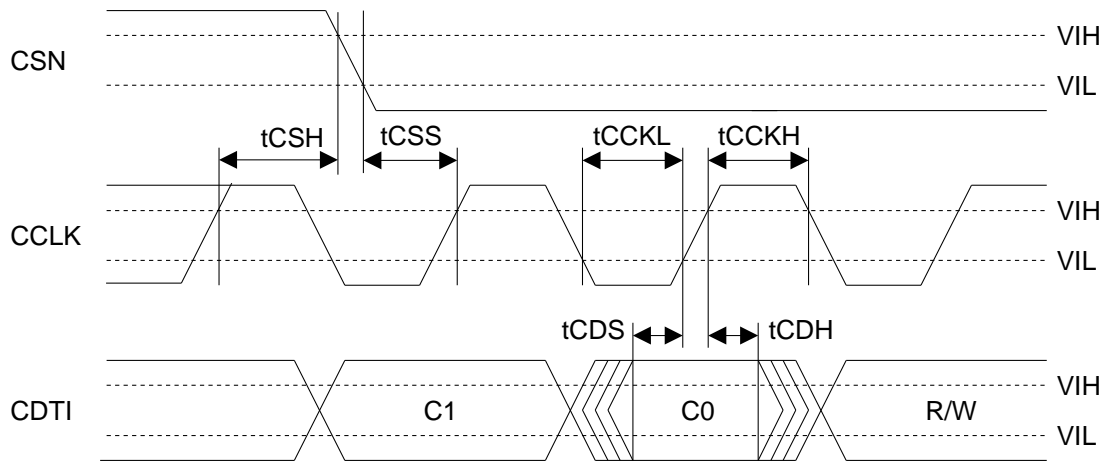 VIH
CSN
VIL
tCSH
tCSS
tCCKL
tCCKH
VIH
CCLK
VIL
tCDS
tCDH
VIH
CDTI
C1
C0
R/W
VIL